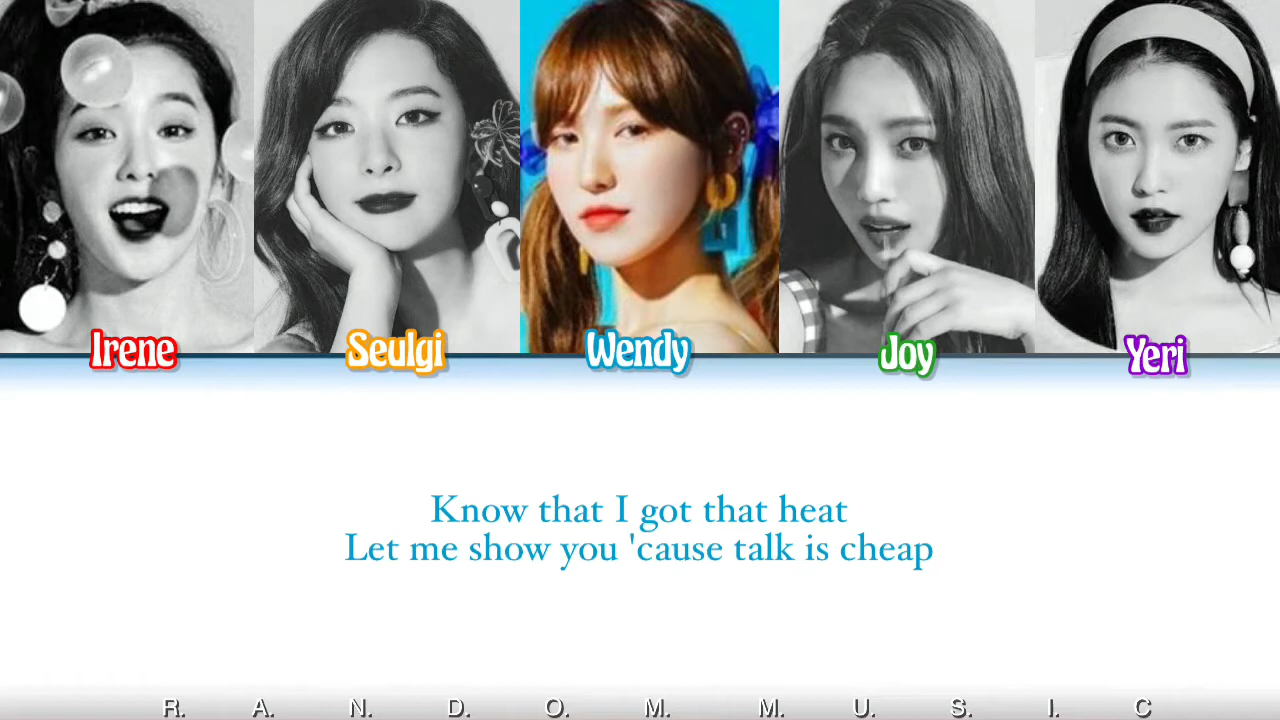 Irene Seulgi Wendy Joy Yeri
Know that I got that heat
Let me show you 'cause talk is cheap
R. A. N. D. O. M. M. U. S. I. C